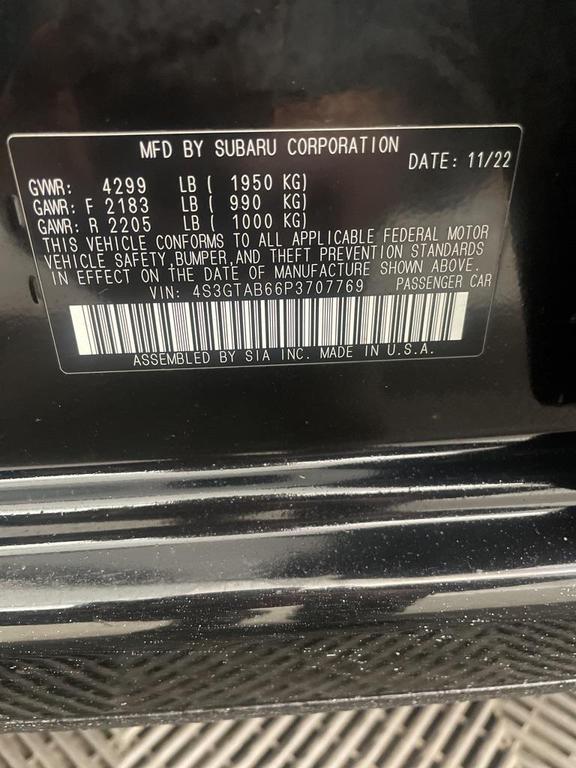 MFD BY SUBARU CORPORATION DATE: 11/22
GVWR: 4299 LB ( 1950 KG)
GAWR: F 2183 LB ( 990 KG)
GAWR: R 2205 LB ( 1000 KG)
THIS VEHICLE CONFORMS TO ALL APPLICABLE FEDERAL MOTOR
VEHICLE SAFETY, BUMPER, AND THEFT PREVENTION STANDARDS
IN EFFECT ON THE DATE OF MANUFACTURE SHOWN ABOVE.
VIN: 4S3GTAB66P3707769 PASSENGER CAR
ASSEMBLED BY SIA INC. MADE IN U.S.A.